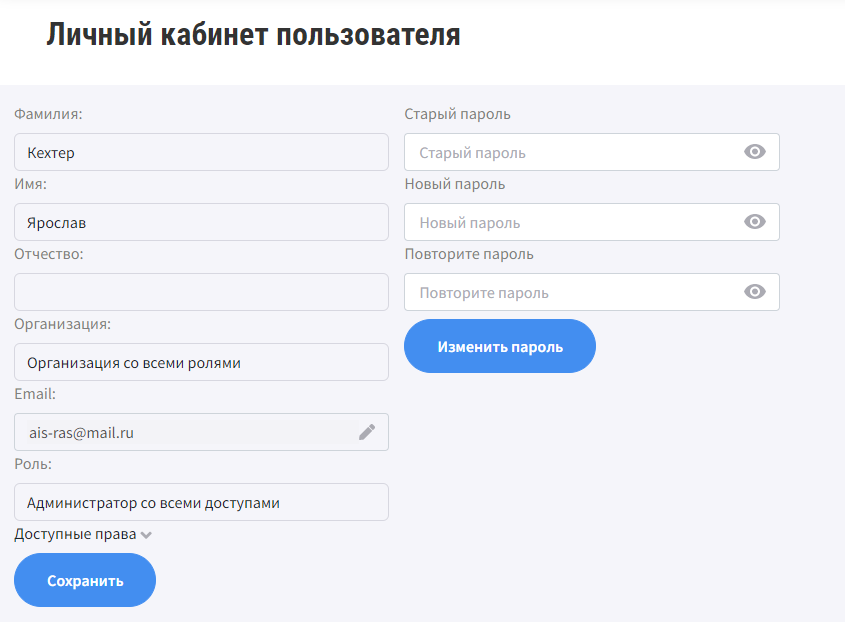 Личный кабинет пользователя
Фамилия:
Кехтер
Имя:
Ярослав
Отчество:
Организация:
Организация со всеми ролями
Email:
ais-ras@mail.ru
Роль:
Администратор со всеми доступами
Доступные права
Сохранить
Старый пароль
Старый пароль
Новый пароль
Новый пароль
Повторите пароль
Повторите пароль
Изменить пароль